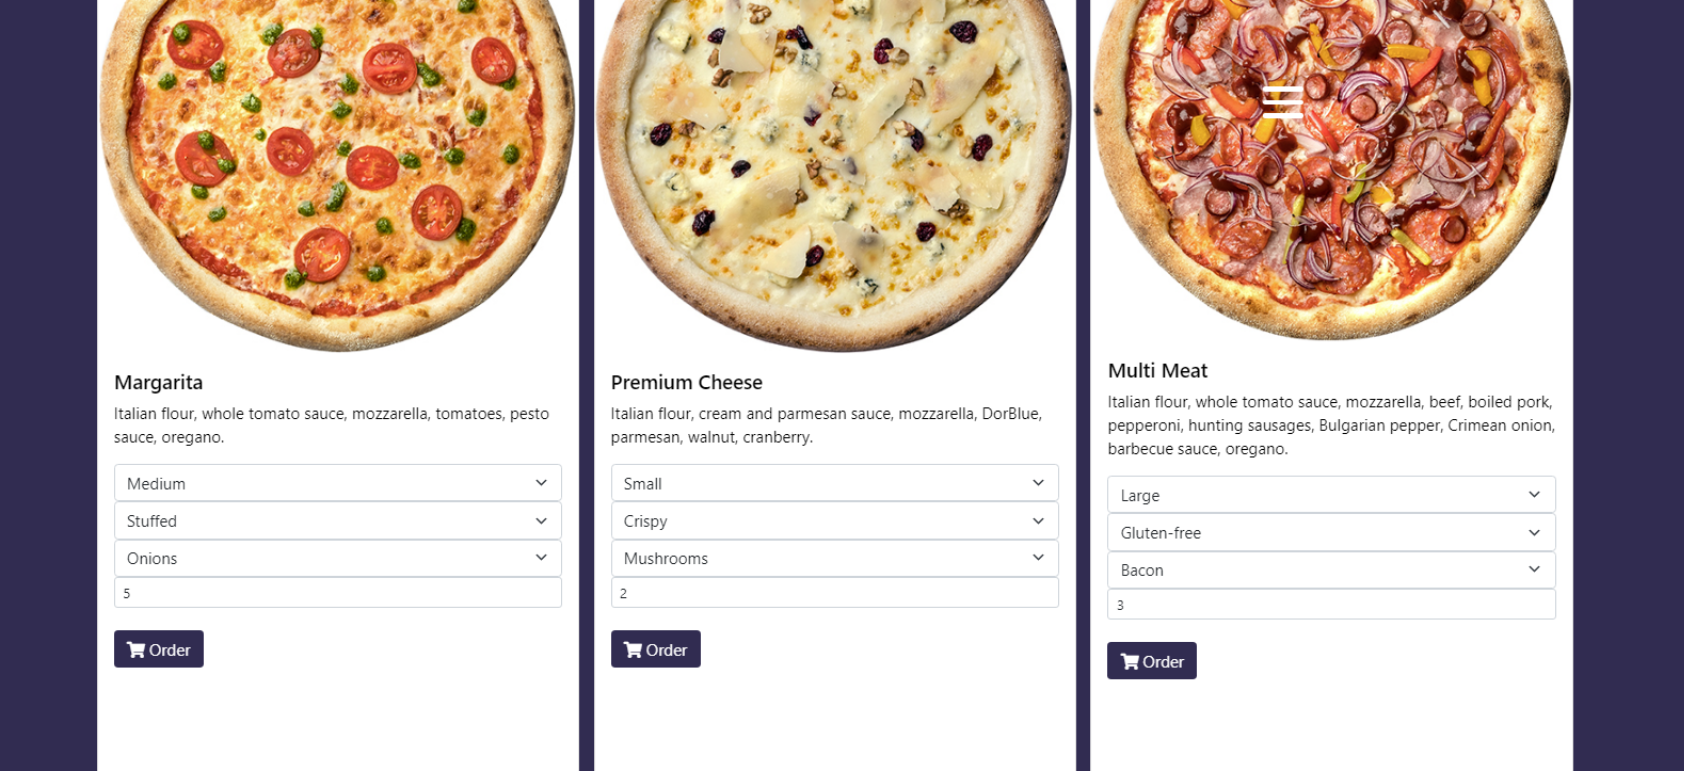 Margarita
Italian flour, whole tomato sauce, mozzarella, tomatoes, pesto
sauce, oregano.
Medium
Stuffed
Onions
5
Order
Premium Cheese
Italian flour, cream and parmesan sauce, mozzarella, DorBlue,
parmesan, walnut, cranberry.
Small
Crispy
Mushrooms
2
Order
Multi Meat
Italian flour, whole tomato sauce, mozzarella, beef, boiled pork,
pepperoni, hunting sausages, Bulgarian pepper, Crimean onion,
barbecue sauce, oregano.
Large
Gluten-free
Bacon
3
Order